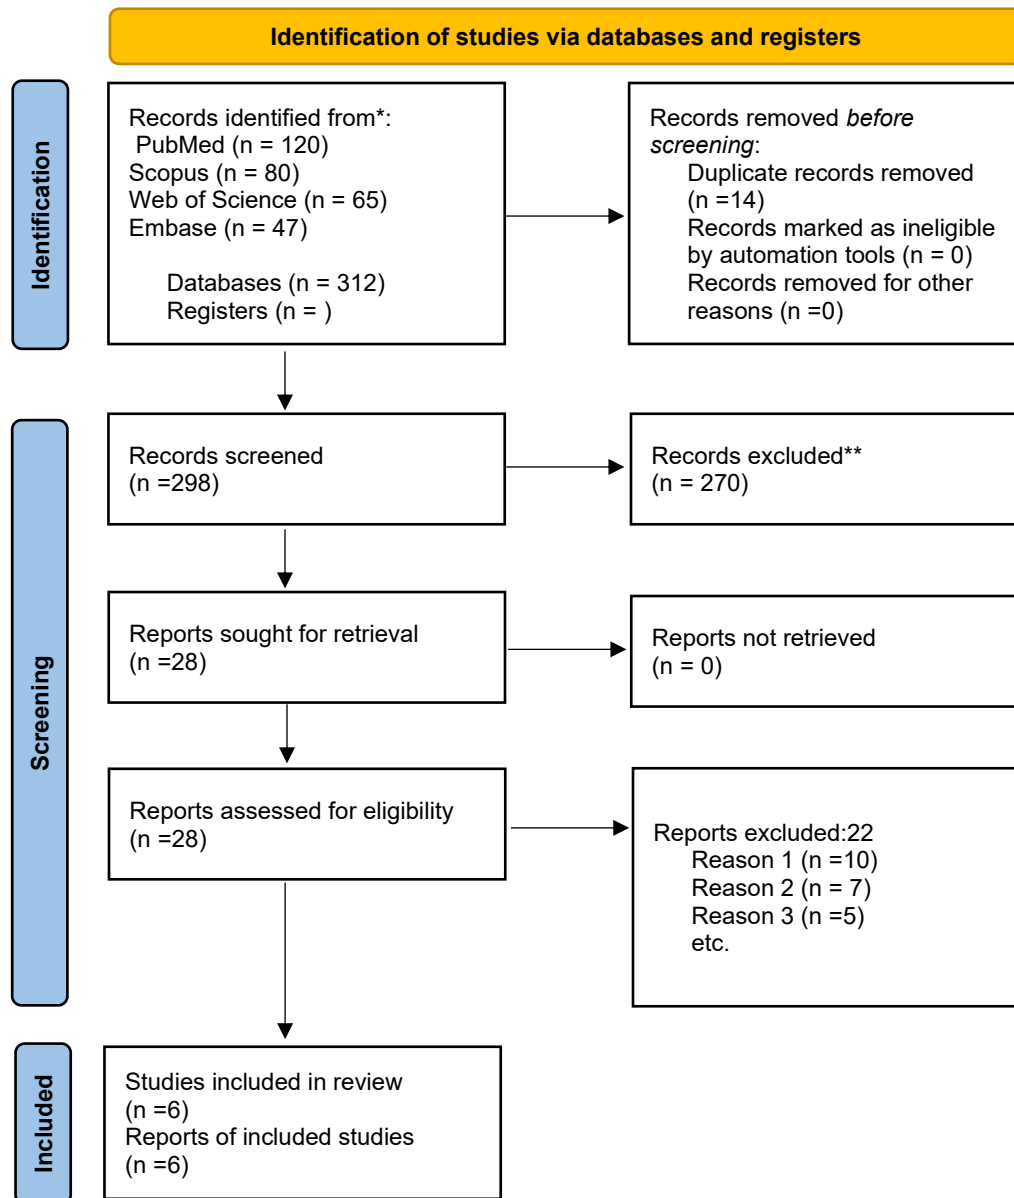 Identification of studies via databases and registers
Identification
Records identified from*:
PubMed (n = 120)
Scopus (n = 80)
Web of Science (n = 65)
Embase (n = 47)
Databases (n = 312)
Registers (n = )
Records removed before
screening:
Duplicate records removed
(n =14)
Records marked as ineligible
by automation tools (n = 0)
Records removed for other
reasons (n =0)
Screening
Records screened
(n =298)
Records excluded**
(n = 270)
Reports sought for retrieval
(n =28)
Reports not retrieved
(n = 0)
Reports assessed for eligibility
(n =28)
Reports excluded:22
Reason 1 (n =10)
Reason 2 (n = 7)
Reason 3 (n =5)
etc.
Included
Studies included in review
(n =6)
Reports of included studies
(n =6)